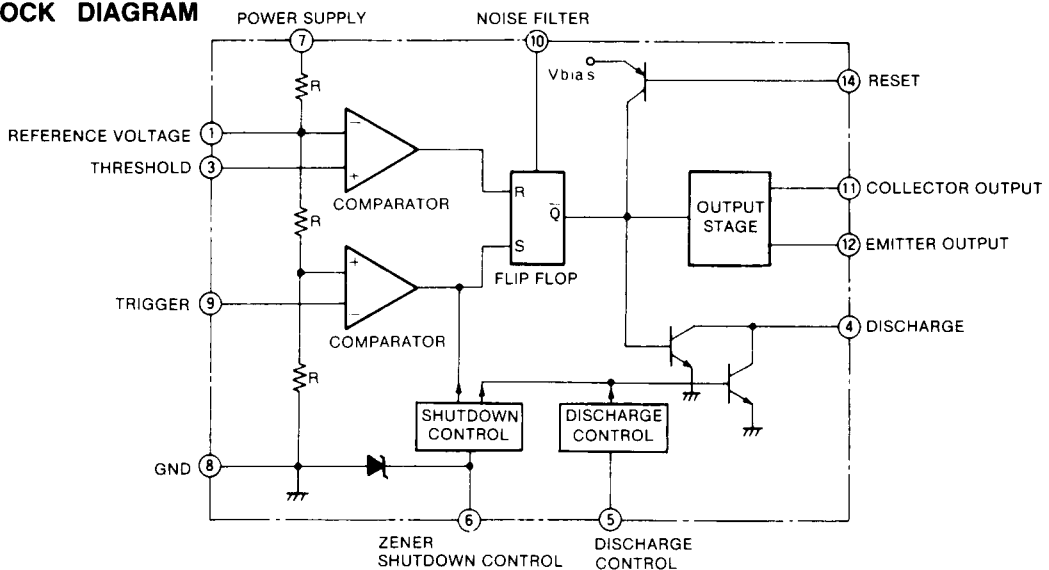 OCK DIAGRAM
POWER SUPPLY
NOISE FILTER
7
10
R
Vbias
14 RESET
REFERENCE VOLTAGE 1
−
THRESHOLD 3
+
COMPARATOR
R
Q̅
S
FLIP FLOP
OUTPUT
STAGE
11 COLLECTOR OUTPUT
12 EMITTER OUTPUT
R
+
TRIGGER 9
−
COMPARATOR
4 DISCHARGE
R
SHUTDOWN
CONTROL
DISCHARGE
CONTROL
GND 8
6
5
ZENER
SHUTDOWN CONTROL
DISCHARGE
CONTROL